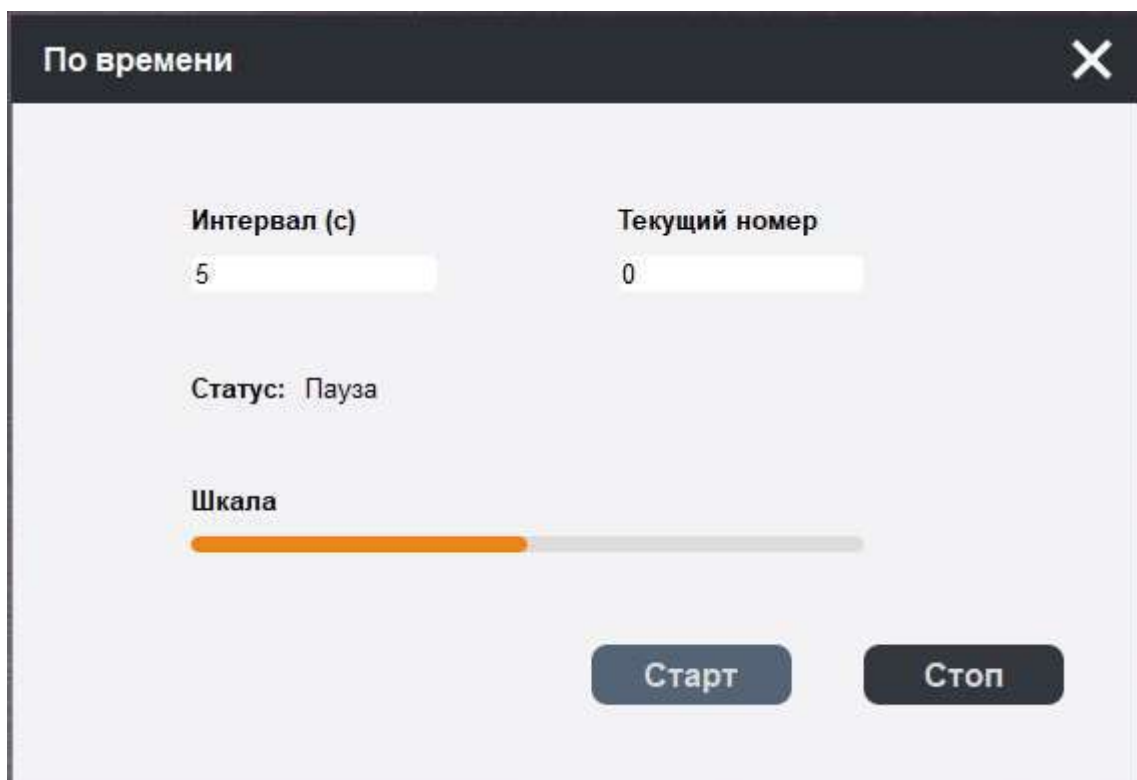 По времени
Интервал (с) Текущий номер
5 0
Статус: Пауза
Шкала
Старт Стоп